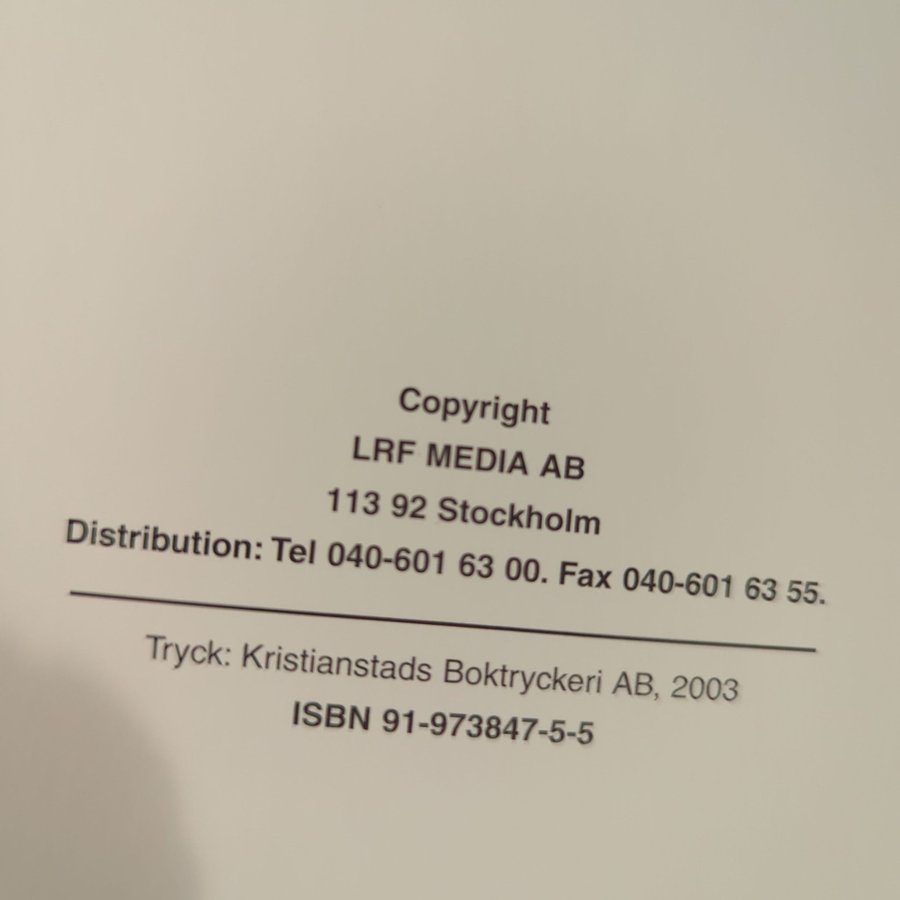 Copyright
LRF MEDIA AB
113 92 Stockholm
Distribution: Tel 040-601 63 00. Fax 040-601 63 55.
Tryck: Kristianstads Boktryckeri AB, 2003
ISBN 91-973847-5-5